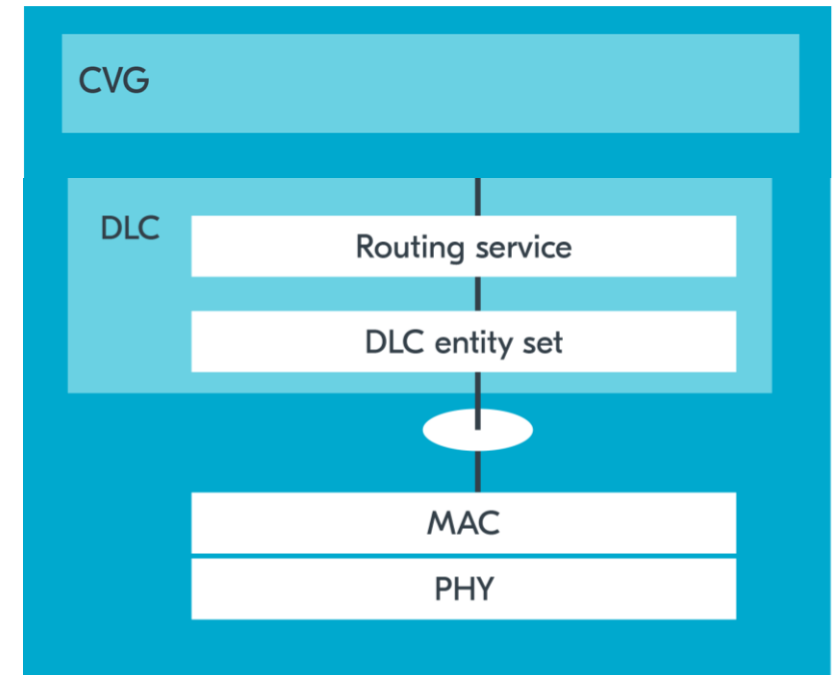 CVG
DLC
Routing service
DLC entity set
MAC
PHY